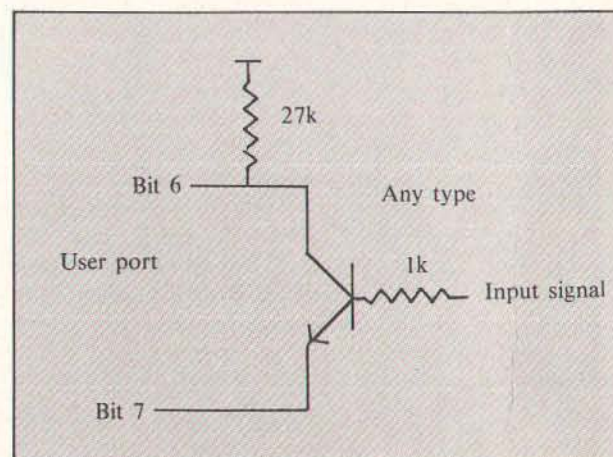 27k
Bit 6
Any type
User port
1k
Input signal
Bit 7